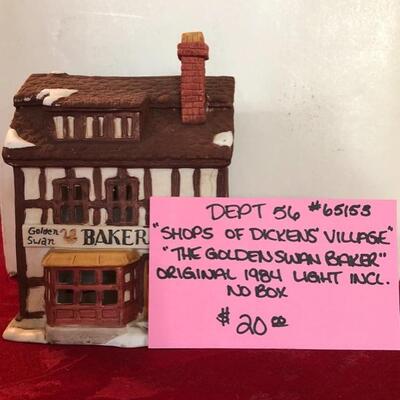 Golden
Swan BAKER
DEPT 56 #65153
"SHOPS OF DICKENS' VILLAGE"
"THE GOLDEN SWAN BAKER"
ORIGINAL 1984 LIGHT INCL.
NO BOX
$20.00